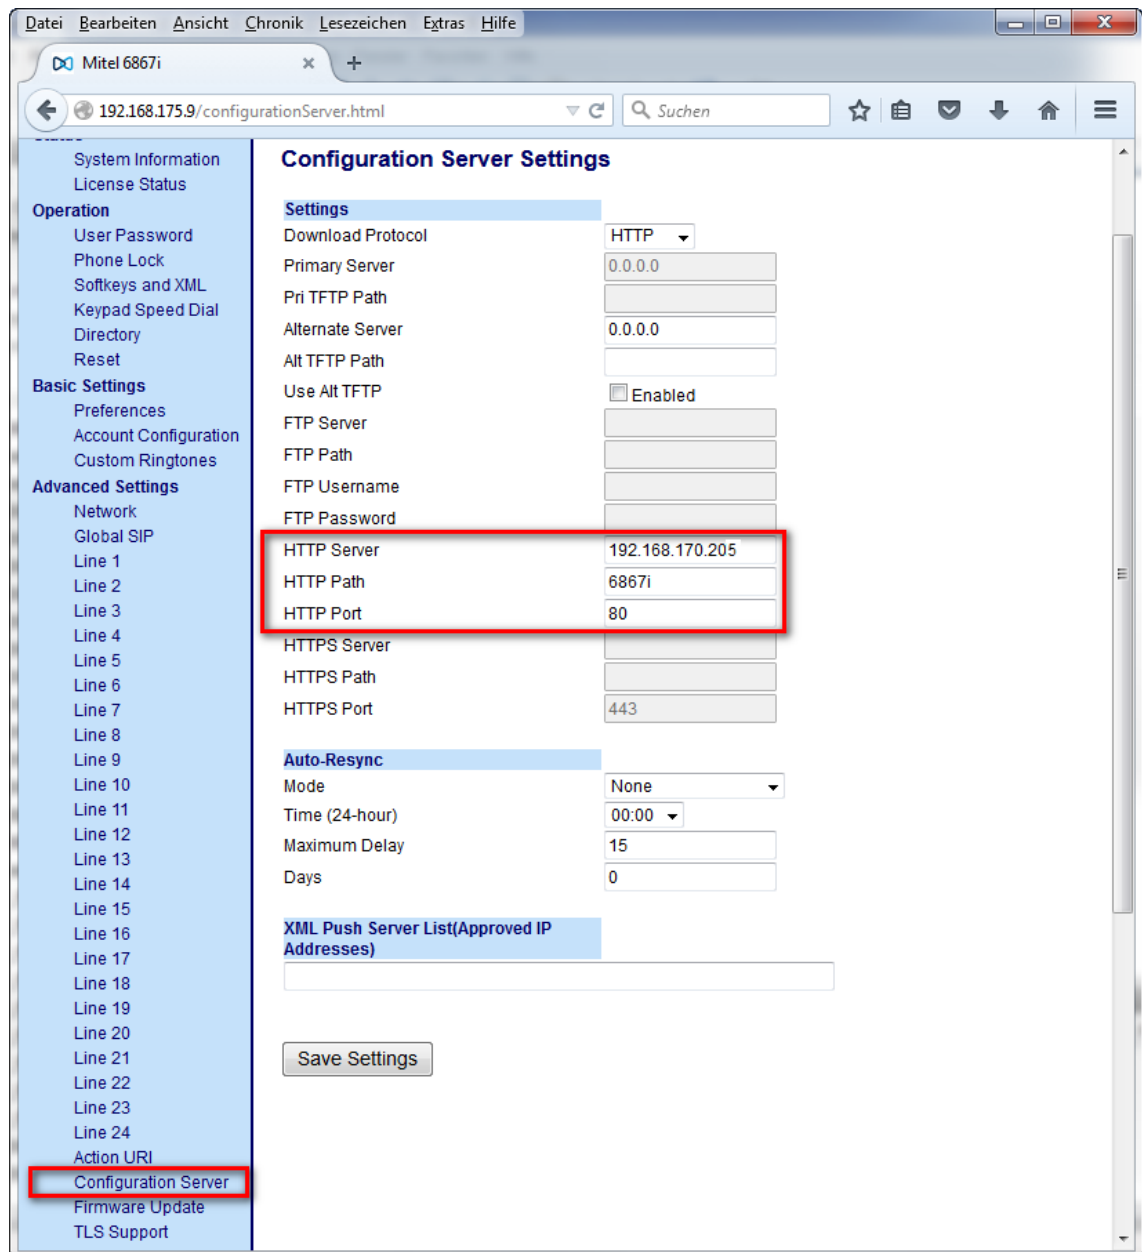 Datei Bearbeiten Ansicht Chronik Lesezeichen Extras Hilfe
Mitel 6867i
192.168.175.9/configurationServer.html
Suchen
System Information
License Status
Operation
User Password
Phone Lock
Softkeys and XML
Keypad Speed Dial
Directory
Reset
Basic Settings
Preferences
Account Configuration
Custom Ringtones
Advanced Settings
Network
Global SIP
Line 1
Line 2
Line 3
Line 4
Line 5
Line 6
Line 7
Line 8
Line 9
Line 10
Line 11
Line 12
Line 13
Line 14
Line 15
Line 16
Line 17
Line 18
Line 19
Line 20
Line 21
Line 22
Line 23
Line 24
Action URI
Configuration Server
Firmware Update
TLS Support
Configuration Server Settings
Settings
Download Protocol HTTP
Primary Server 0.0.0.0
Pri TFTP Path
Alternate Server 0.0.0.0
Alt TFTP Path
Use Alt TFTP Enabled
FTP Server
FTP Path
FTP Username
FTP Password
HTTP Server 192.168.170.205
HTTP Path 6867i
HTTP Port 80
HTTPS Server
HTTPS Path
HTTPS Port 443
Auto-Resync
Mode None
Time (24-hour) 00:00
Maximum Delay 15
Days 0
XML Push Server List(Approved IP
Addresses)
Save Settings